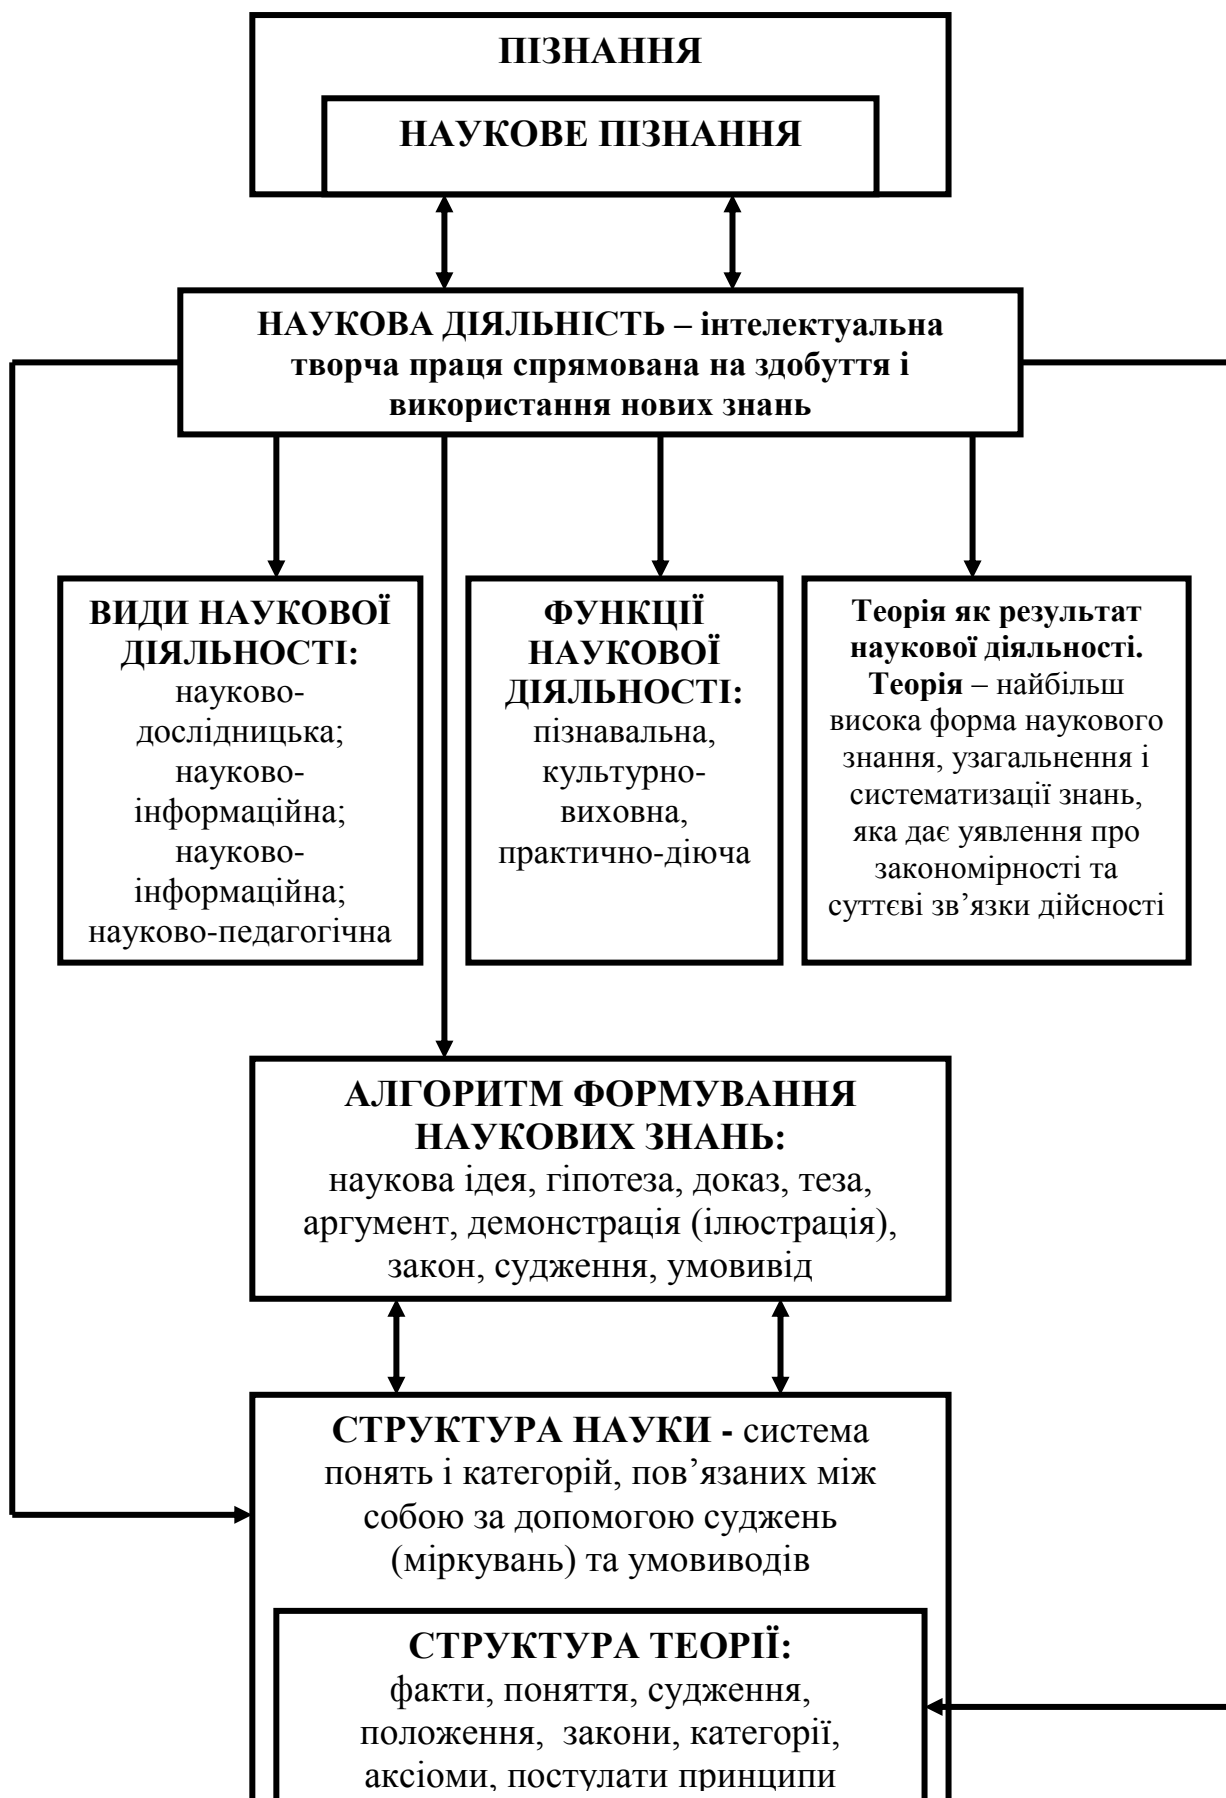 ПІЗНАННЯ
НАУКОВЕ ПІЗНАННЯ
НАУКОВА ДІЯЛЬНІСТЬ – інтелектуальна
творча праця спрямована на здобуття і
використання нових знань
ВИДИ НАУКОВОЇ
ДІЯЛЬНОСТІ:
науково-
дослідницька;
науково-
інформаційна;
науково-
інформаційна;
науково-педагогічна
ФУНКЦІЇ
НАУКОВОЇ
ДІЯЛЬНОСТІ:
пізнавальна,
культурно-
виховна,
практично-діюча
Теорія як результат
наукової діяльності.
Теорія – найбільш
висока форма наукового
знання, узагальнення і
систематизації знань,
яка дає уявлення про
закономірності та
суттєві зв’язки дійсності
АЛГОРИТМ ФОРМУВАННЯ
НАУКОВИХ ЗНАНЬ:
наукова ідея, гіпотеза, доказ, теза,
аргумент, демонстрація (ілюстрація),
закон, судження, умовивід
СТРУКТУРА НАУКИ - система
понять і категорій, пов’язаних між
собою за допомогою суджень
(міркувань) та умовиводів
СТРУКТУРА ТЕОРІЇ:
факти, поняття, судження,
положення, закони, категорії,
аксіоми, постулати принципи